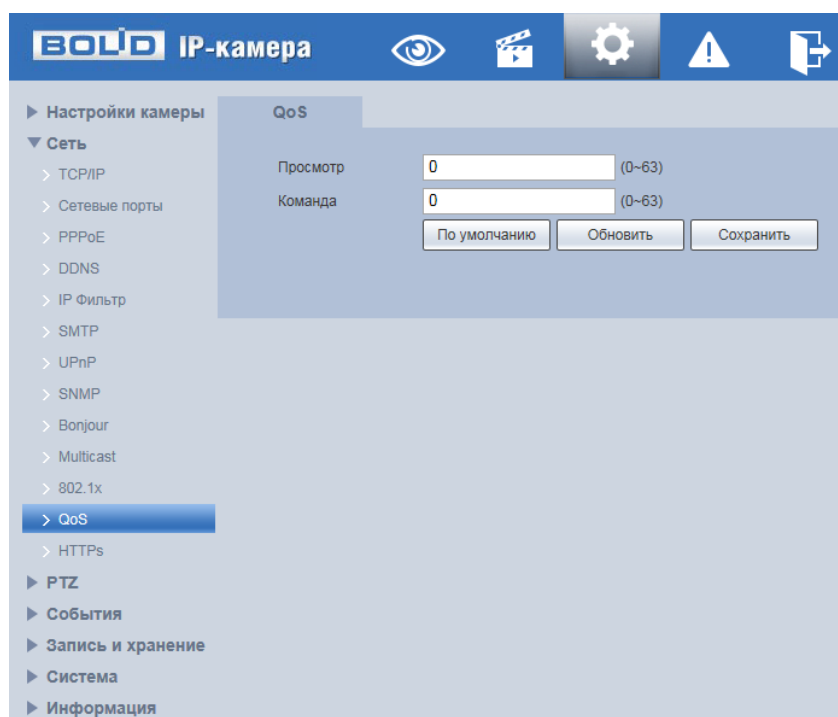 BOLID IP-камера
Настройки камеры
Сеть
TCP/IP
Сетевые порты
PPPoE
DDNS
IP Фильтр
SMTP
UPnP
SNMP
Bonjour
Multicast
802.1x
QoS
HTTPs
PTZ
События
Запись и хранение
Система
Информация
QoS
Просмотр 0 (0~63)
Команда 0 (0~63)
По умолчанию Обновить Сохранить